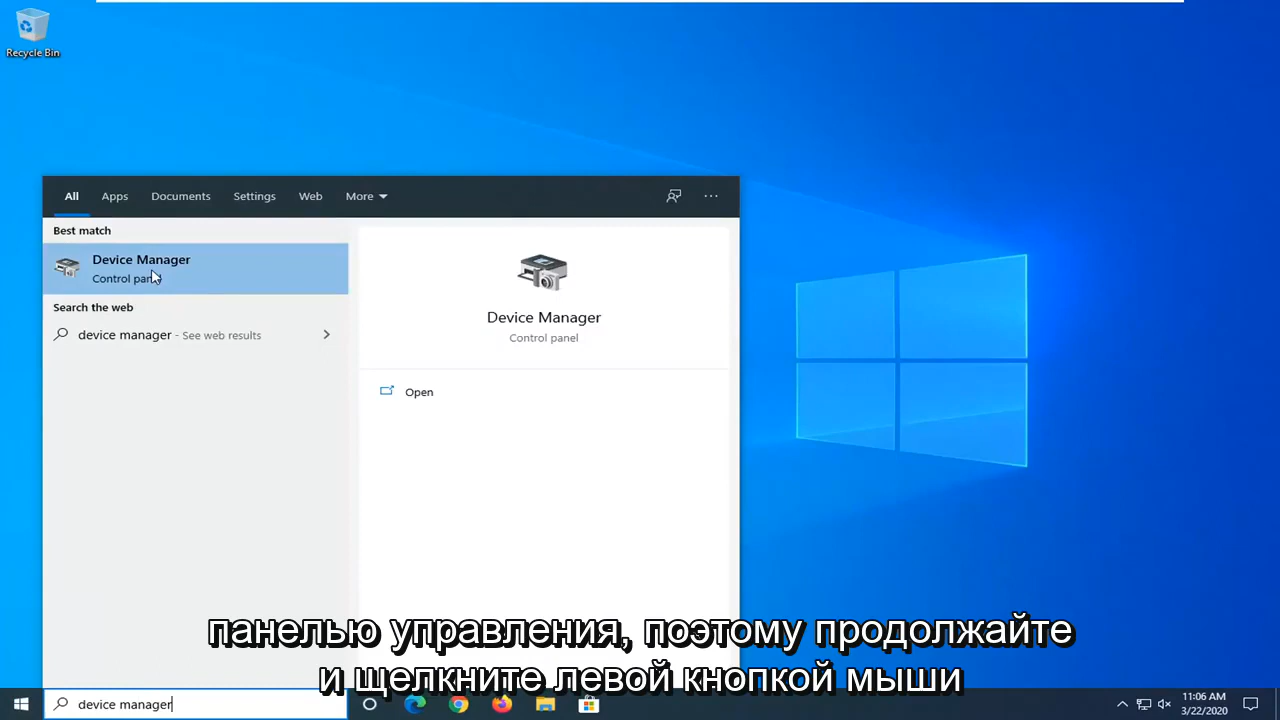 Recycle Bin
All Apps Documents Settings Web More
Best match
Device Manager
Control panel
Search the web
device manager - See web results
Device Manager
Control panel
Open
панелью управления, поэтому продолжайте
и щелкните левой кнопкой мыши
device manager
11:06 AM
3/22/2020